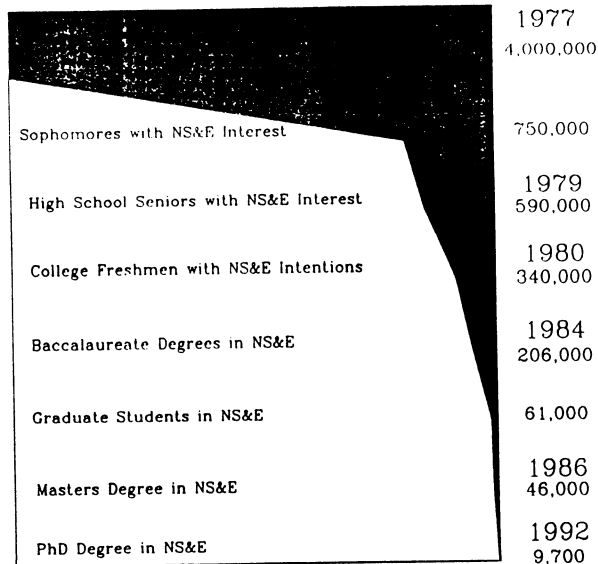 1977
4,000,000
Sophomores with NS&E Interest 750,000
1979
High School Seniors with NS&E Interest 590,000
1980
College Freshmen with NS&E Intentions 340,000
1984
Baccalaureate Degrees in NS&E 206,000
Graduate Students in NS&E 61,000
1986
Masters Degree in NS&E 46,000
1992
PhD Degree in NS&E 9,700